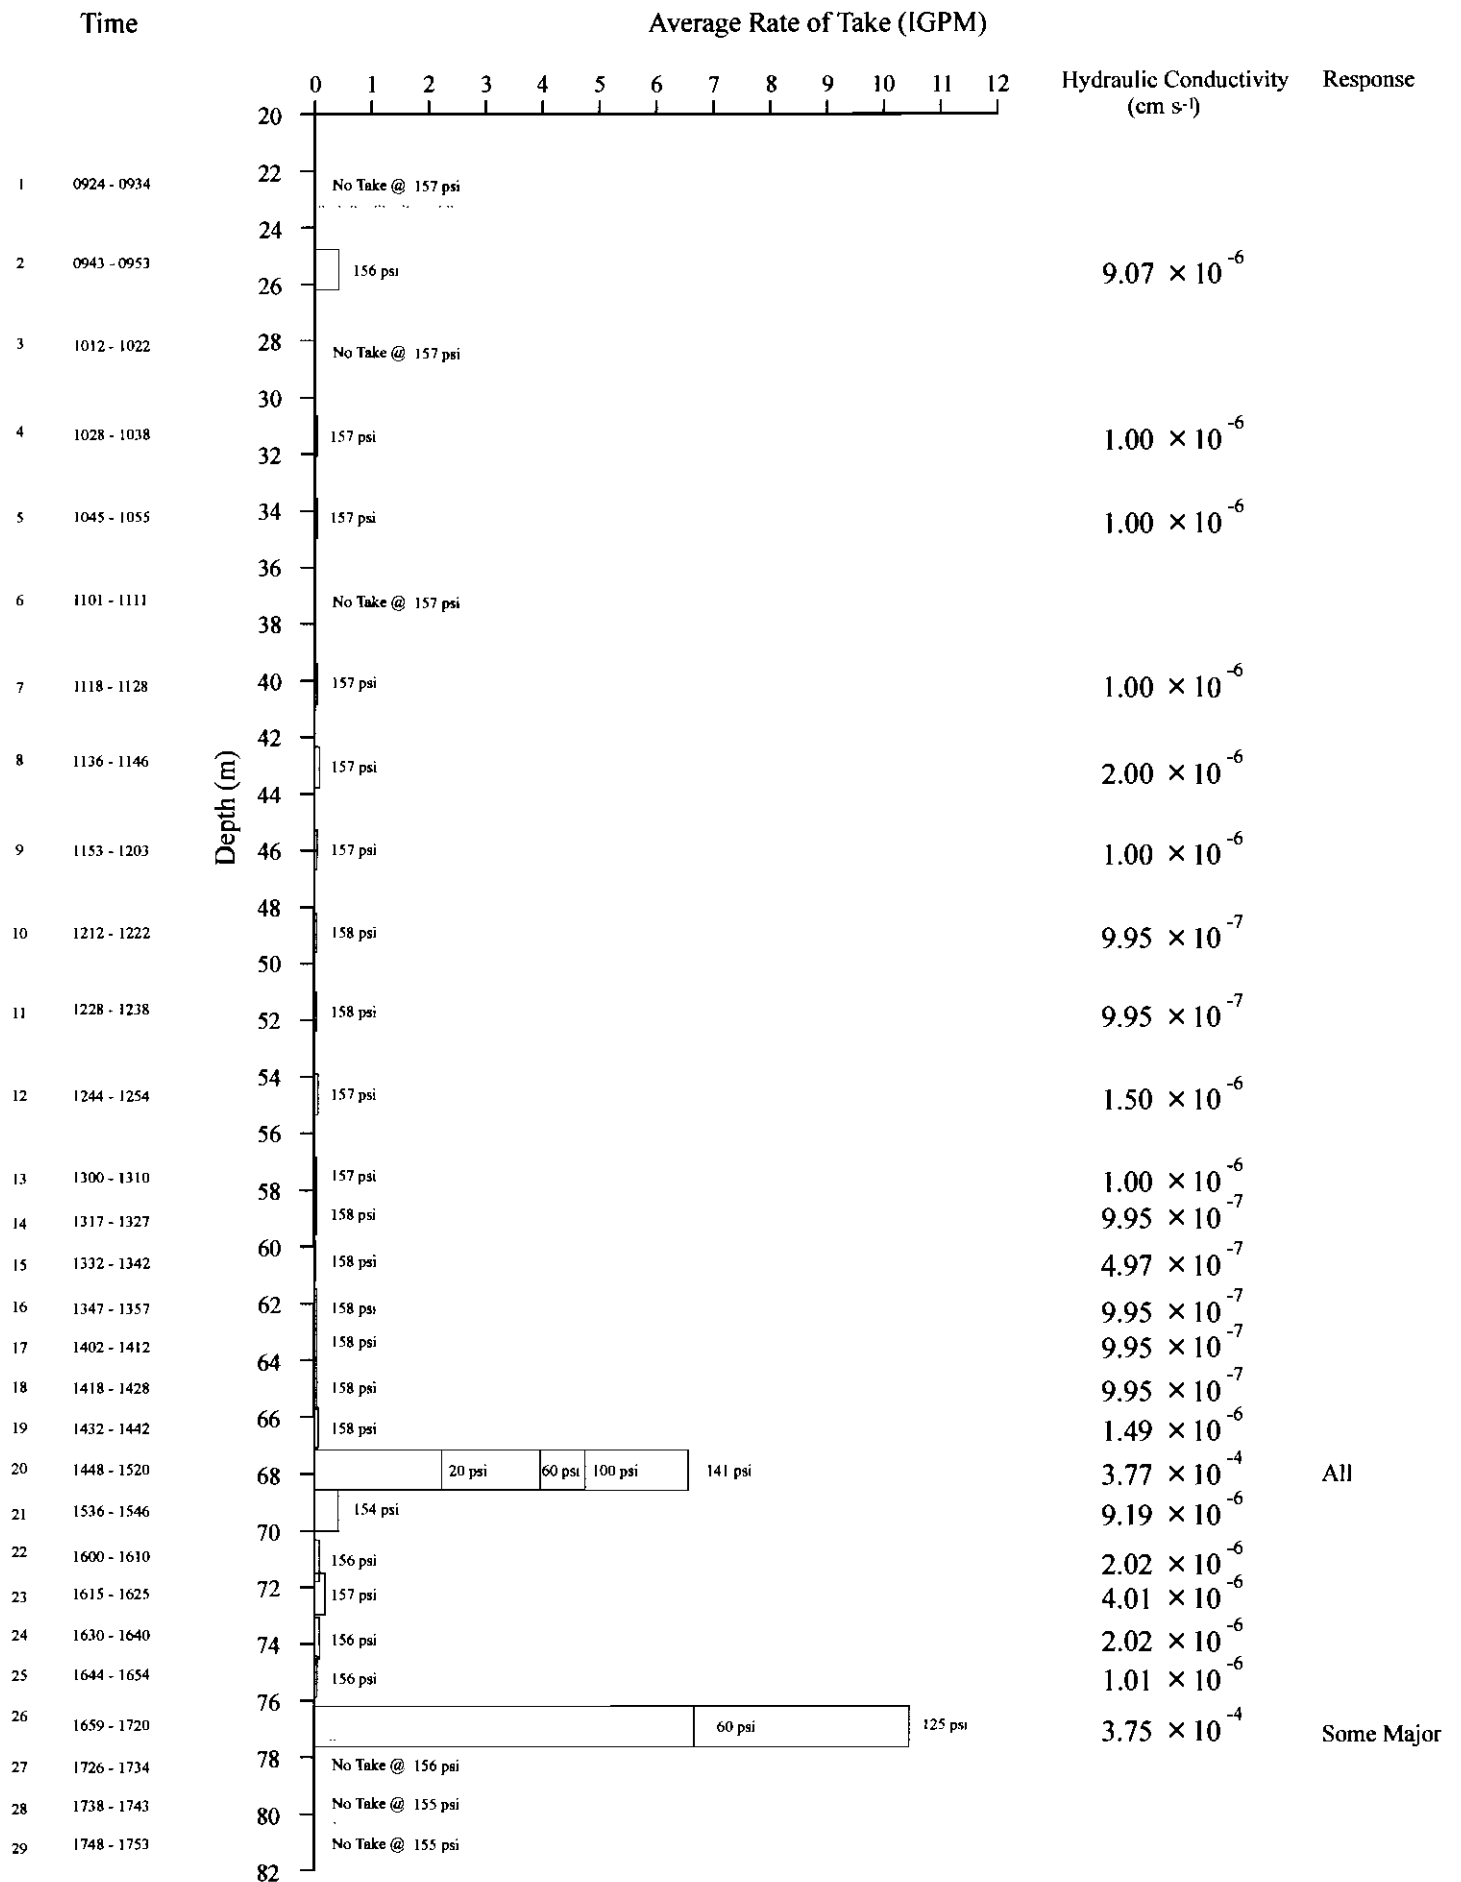 Time Average Rate of Take (IGPM)
0 1 2 3 4 5 6 7 8 9 10 11 12 Hydraulic Conductivity Response
(cm s-1)
20
22
1 0924 - 0934 No Take @ 157 psi
24
2 0943 - 0953 156 psi 9.07 × 10 -6
26
28
3 1012 - 1022 No Take @ 157 psi
30
4 1028 - 1038 157 psi 1.00 × 10 -6
32
34
5 1045 - 1055 157 psi 1.00 × 10 -6
36
6 1101 - 1111 No Take @ 157 psi
38
40
7 1118 - 1128 157 psi 1.00 × 10 -6
42
8 1136 - 1146 157 psi 2.00 × 10 -6
44
Depth (m)
9 1153 - 1203 46 157 psi 1.00 × 10 -6
48
10 1212 - 1222 158 psi 9.95 × 10 -7
50
11 1228 - 1238 158 psi 9.95 × 10 -7
52
54
12 1244 - 1254 157 psi 1.50 × 10 -6
56
13 1300 - 1310 157 psi 1.00 × 10 -6
58
14 1317 - 1327 158 psi 9.95 × 10 -7
60
15 1332 - 1342 158 psi 4.97 × 10 -7
62
16 1347 - 1357 158 psi 9.95 × 10 -7
17 1402 - 1412 158 psi 9.95 × 10 -7
64
18 1418 - 1428 158 psi 9.95 × 10 -7
66
19 1432 - 1442 158 psi 1.49 × 10 -6
20 1448 - 1520 68 20 psi 60 psi 100 psi 141 psi 3.77 × 10 -4 All
21 1536 - 1546 154 psi 9.19 × 10 -6
70
22 1600 - 1610 156 psi 2.02 × 10 -6
72
23 1615 - 1625 157 psi 4.01 × 10 -6
24 1630 - 1640 74 156 psi 2.02 × 10 -6
25 1644 - 1654 156 psi 1.01 × 10 -6
76
26 1659 - 1720 60 psi 125 psi 3.75 × 10 -4 Some Major
78
27 1726 - 1734 No Take @ 156 psi
28 1738 - 1743 No Take @ 155 psi
80
29 1748 - 1753 No Take @ 155 psi
82